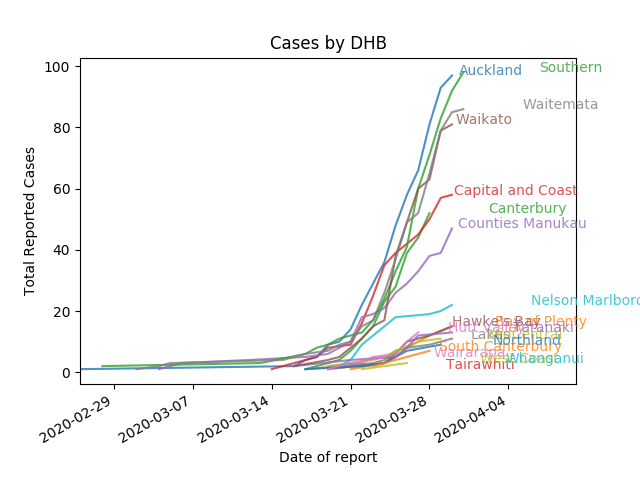 Cases by DHB
Total Reported Cases
100
80
60
40
20
0
Auckland
Southern
Waitemata
Waikato
Capital and Coast
Canterbury
Counties Manukau
Nelson Marlboro
Hawke's Bay
Bay of Plenty
Hutt Valley
Taranaki
Lakes
MidCentral
Northland
South Canterbury
Wairarapa
West Coast
Whanganui
Tairawhiti
2020-02-29
2020-03-07
2020-03-14
2020-03-21
2020-03-28
2020-04-04
Date of report